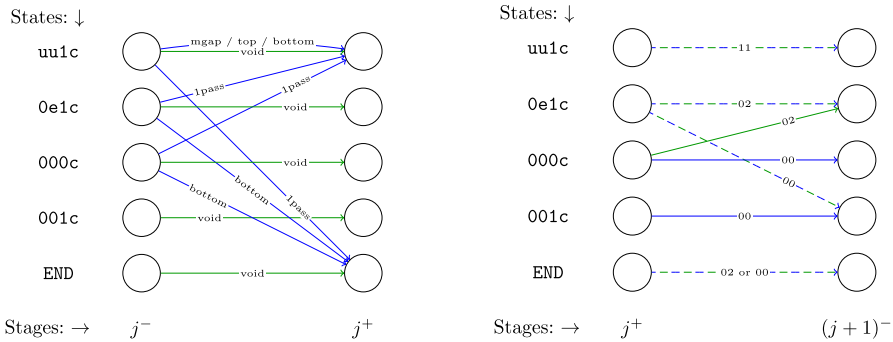 States: ↓
uu1c
mgap / top / bottom
void
0e1c
1pass
void
000c
1pass
void
bottom
bottom
001c
void
1pass
END
void
Stages: → j⁻ j⁺
States: ↓
uu1c
11
0e1c
02
02
000c
00
00
001c
00
END
02 or 00
Stages: → j⁺ (j + 1)⁻